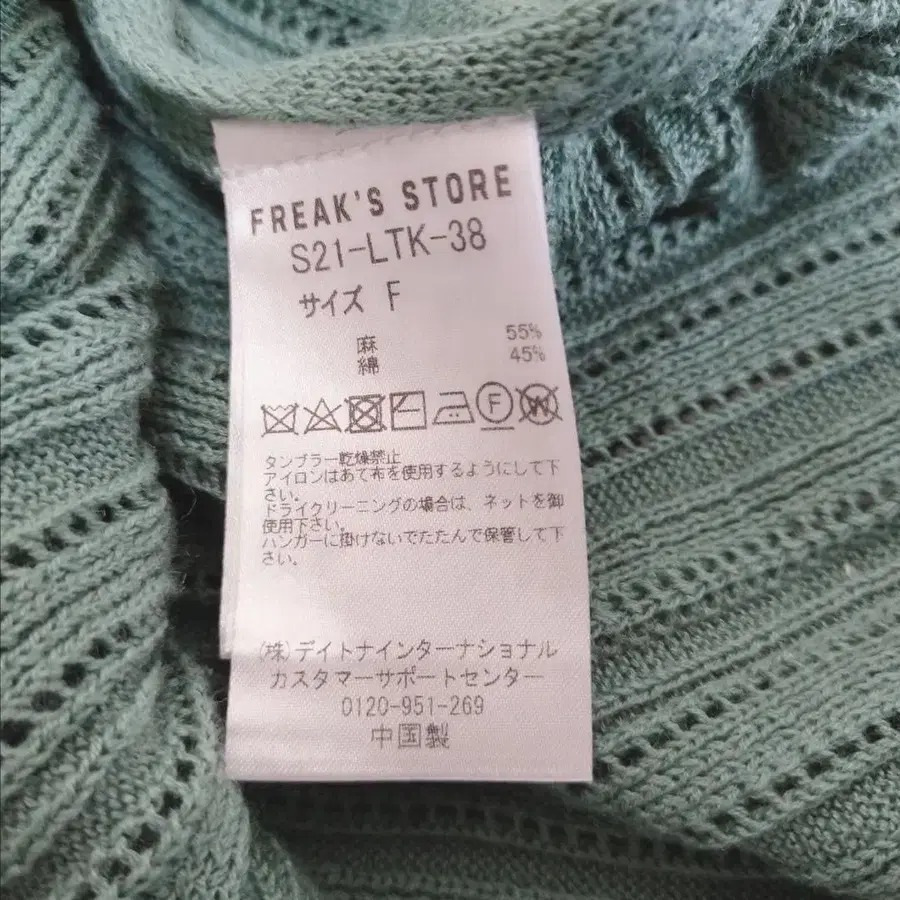 FREAK'S STORE
S21-LTK-38
サイズ F
麻 55%
綿 45%
F W
タンブラー乾燥禁止
アイロンはあて布を使用するようにして下
さい。
ドライクリーニングの場合は、ネットを御
使用下さい。
ハンガーに掛けないでたたんで保管して下
さい。
(株)デイトナインターナショナル
カスタマーサポートセンター
0120-951-269
中国製